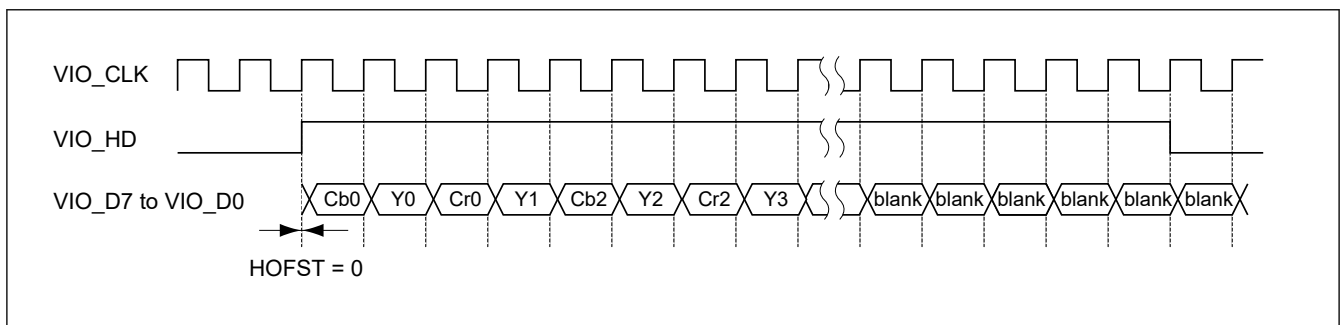 VIO_CLK
VIO_HD
VIO_D7 to VIO_D0 Cb0 Y0 Cr0 Y1 Cb2 Y2 Cr2 Y3 blank blank blank blank blank blank
HOFST = 0